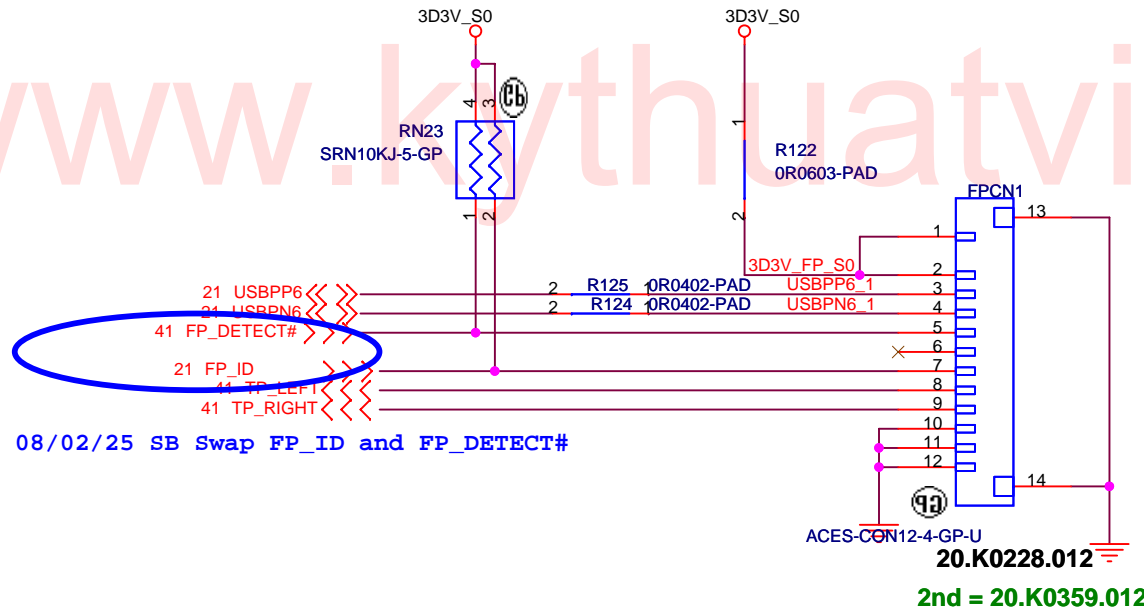 3D3V_S0
3D3V_S0
www.kythuatvi
4
3
RN23
SRN10KJ-5-GP
1
2
1
R122
0R0603-PAD
2
FPCN1
13
1
3D3V_FP_S0
2
21 USBPP6
2
R125
1
0R0402-PAD
USBPP6_1
3
21 USBPN6
2
R124
1
0R0402-PAD
USBPN6_1
4
41 FP_DETECT#
5
6
21 FP_ID
7
41 TP_LEFT
8
41 TP_RIGHT
9
08/02/25 SB Swap FP_ID and FP_DETECT#
10
11
12
14
GP
ACES-CON12-4-GP-U
20.K0228.012
2nd = 20.K0359.012